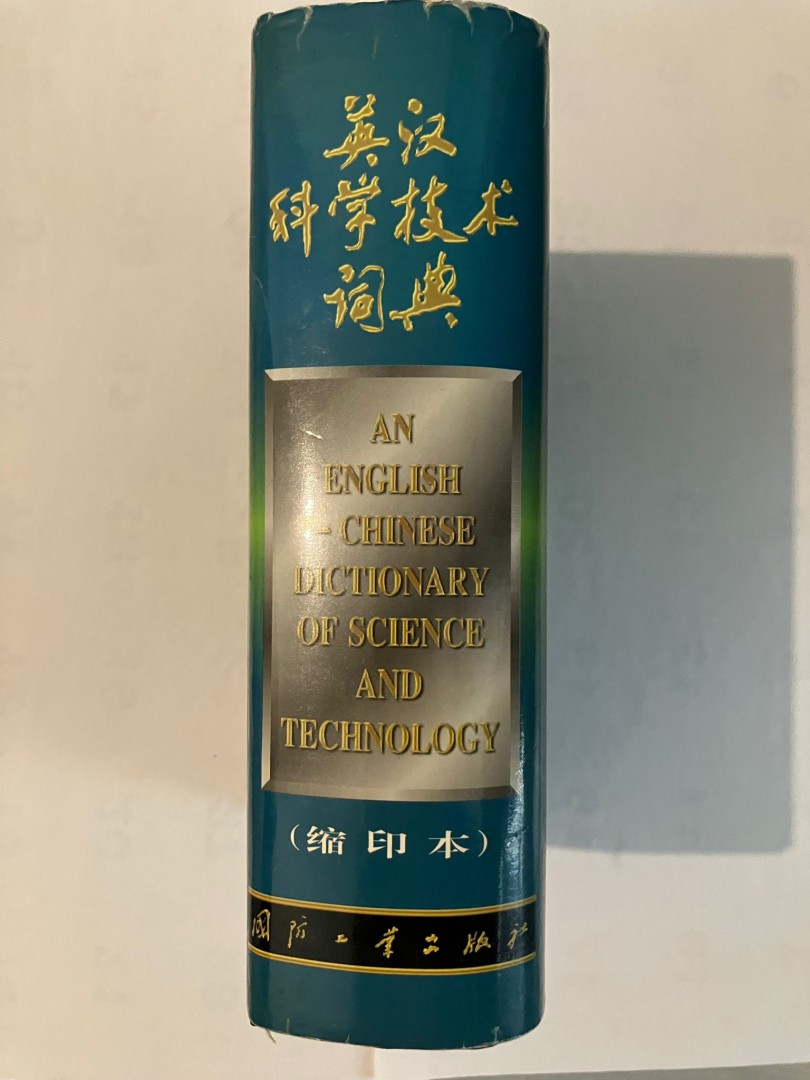 英汉
科学技术
词典
AN
ENGLISH
- CHINESE
DICTIONARY
OF SCIENCE
AND
TECHNOLOGY
(缩印本)
国防工业出版社